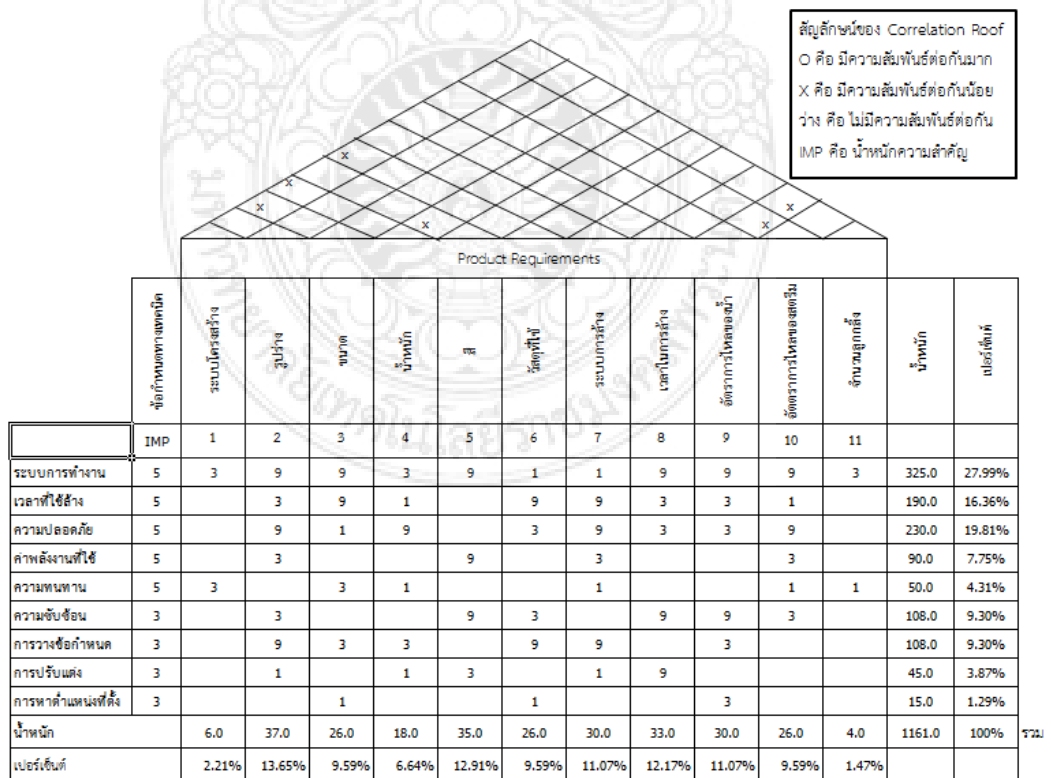 สัญลักษน์ของ Correlation Roof
O คือ มีความสัมพันธ์ต่อกันมาก
X คือ มีความสัมพันธ์ต่อกันน้อย
ว่าง คือ ไม่มีความสัมพันธ์ต่อกัน
IMP คือ น้ำหนักความสำคัญ
x
x
x x
x x
Product Requirements
ข้อกำหนดทางเทคนิค ระบบโครงสร้าง รูปร่าง ขนาด น้ำหนัก สี วัสดุที่ใช้ ระบบการล้าง เวลาในการล้าง อัตราการไหลของน้ำ อัตตราการไหลของสตรีม จำนวนลูกกลิ้ง น้ำหนัก เปอร์เซ็นต์
IMP 1 2 3 4 5 6 7 8 9 10 11
ระบบการทำงาน 5 3 9 9 3 9 1 1 9 9 9 3 325.0 27.99%
เวลาที่ใช้ล้าง 5 3 9 1 9 9 3 3 1 190.0 16.36%
ความปลอดภัย 5 9 1 9 3 9 3 3 9 230.0 19.81%
ค่าพลังงานที่ใช้ 5 3 9 3 3 90.0 7.75%
ความทนทาน 5 3 3 1 1 1 1 50.0 4.31%
ความซับซ้อน 3 3 9 3 9 9 3 108.0 9.30%
การวางข้อกำหนด 3 9 3 3 9 9 3 108.0 9.30%
การปรับแต่ง 3 1 1 3 1 9 45.0 3.87%
การหาตำแหน่งที่ตั้ง 3 1 1 3 15.0 1.29%
น้ำหนัก 6.0 37.0 26.0 18.0 35.0 26.0 30.0 33.0 30.0 26.0 4.0 1161.0 100% รวม
เปอร์เซ็นต์ 2.21% 13.65% 9.59% 6.64% 12.91% 9.59% 11.07% 12.17% 11.07% 9.59% 1.47%